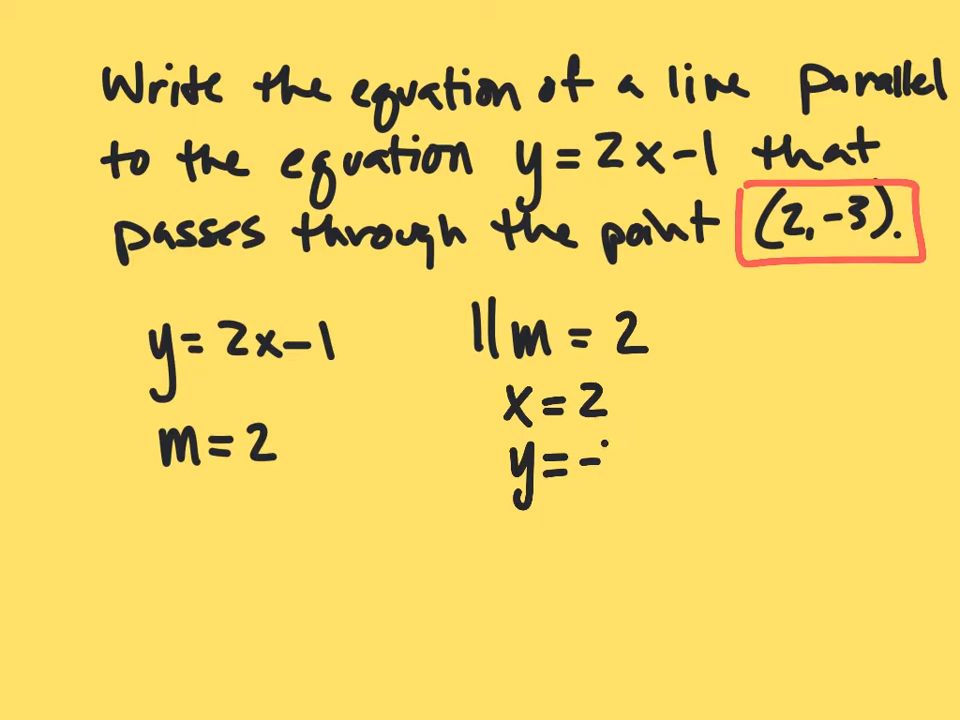 Write the equation of a line parallel
to the equation y = 2x - 1 that
passes through the point (2, -3).
y = 2x - 1
m = 2
|| m = 2
x = 2
y = -